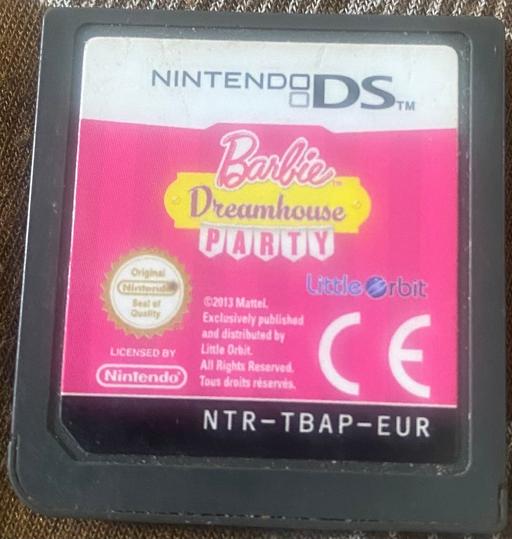 NINTENDO DS TM
Barbie TM
Dreamhouse
PARTY
Little Orbit
Original
Nintendo
Seal of
Quality
©2013 Mattel.
Exclusively published
and distributed by
Little Orbit.
All Rights Reserved.
Tous droits réservés.
CE
LICENSED BY
Nintendo®
NTR-TBAP-EUR